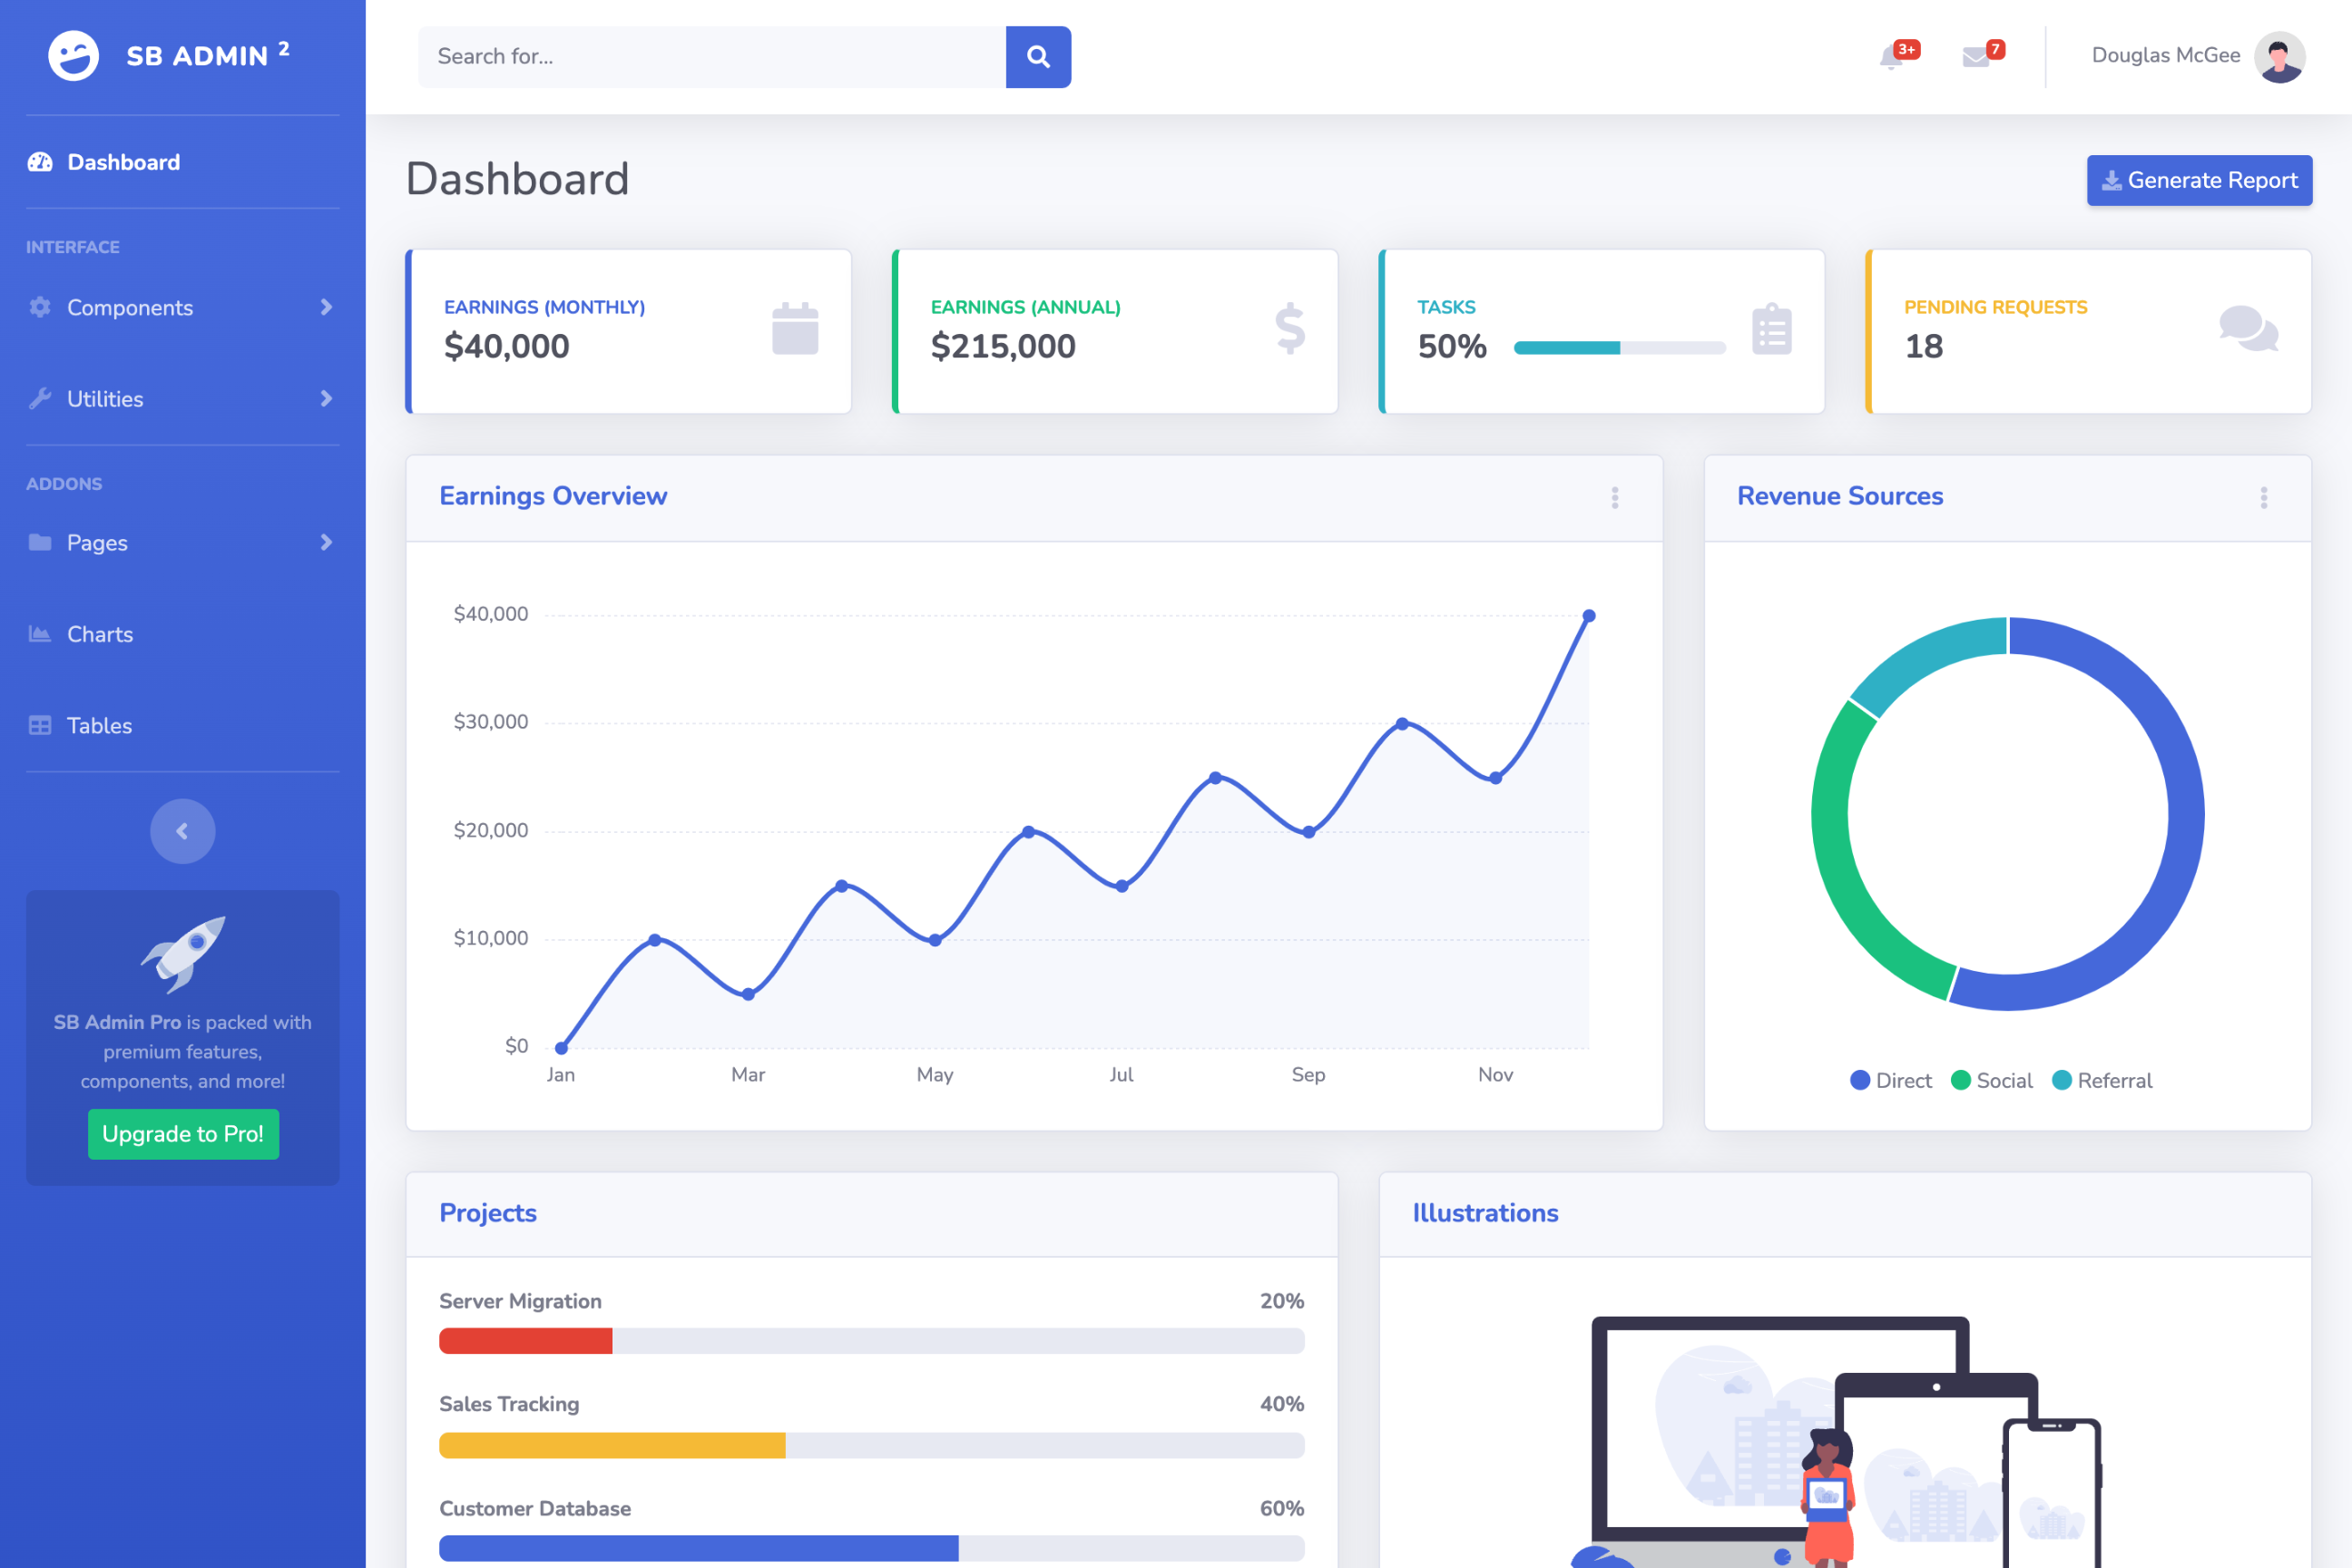 SB ADMIN 2
Dashboard
INTERFACE
Components
Utilities
ADDONS
Pages
Charts
Tables
SB Admin Pro is packed with
premium features,
components, and more!
Upgrade to Pro!
Search for...
3+
7
Douglas McGee
Dashboard
Generate Report
EARNINGS (MONTHLY)
$40,000
EARNINGS (ANNUAL)
$215,000
TASKS
50%
PENDING REQUESTS
18
Earnings Overview
$40,000
$30,000
$20,000
$10,000
$0
Jan Mar May Jul Sep Nov
Revenue Sources
Direct Social Referral
Projects
Server Migration 20%
Sales Tracking 40%
Customer Database 60%
Illustrations